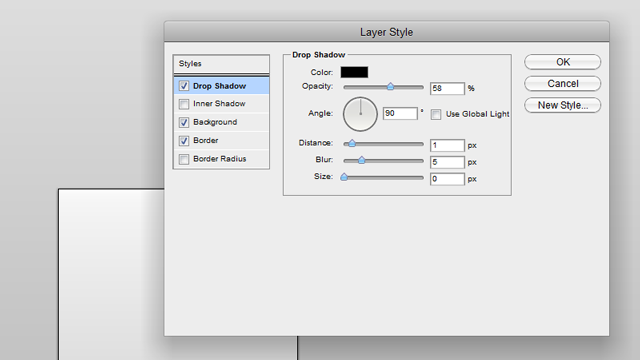 Layer Style
Styles
Drop Shadow
Inner Shadow
Background
Border
Border Radius
Drop Shadow
Color:
Opacity: 58 %
Angle: 90 ° Use Global Light
Distance: 1 px
Blur: 5 px
Size: 0 px
OK
Cancel
New Style...